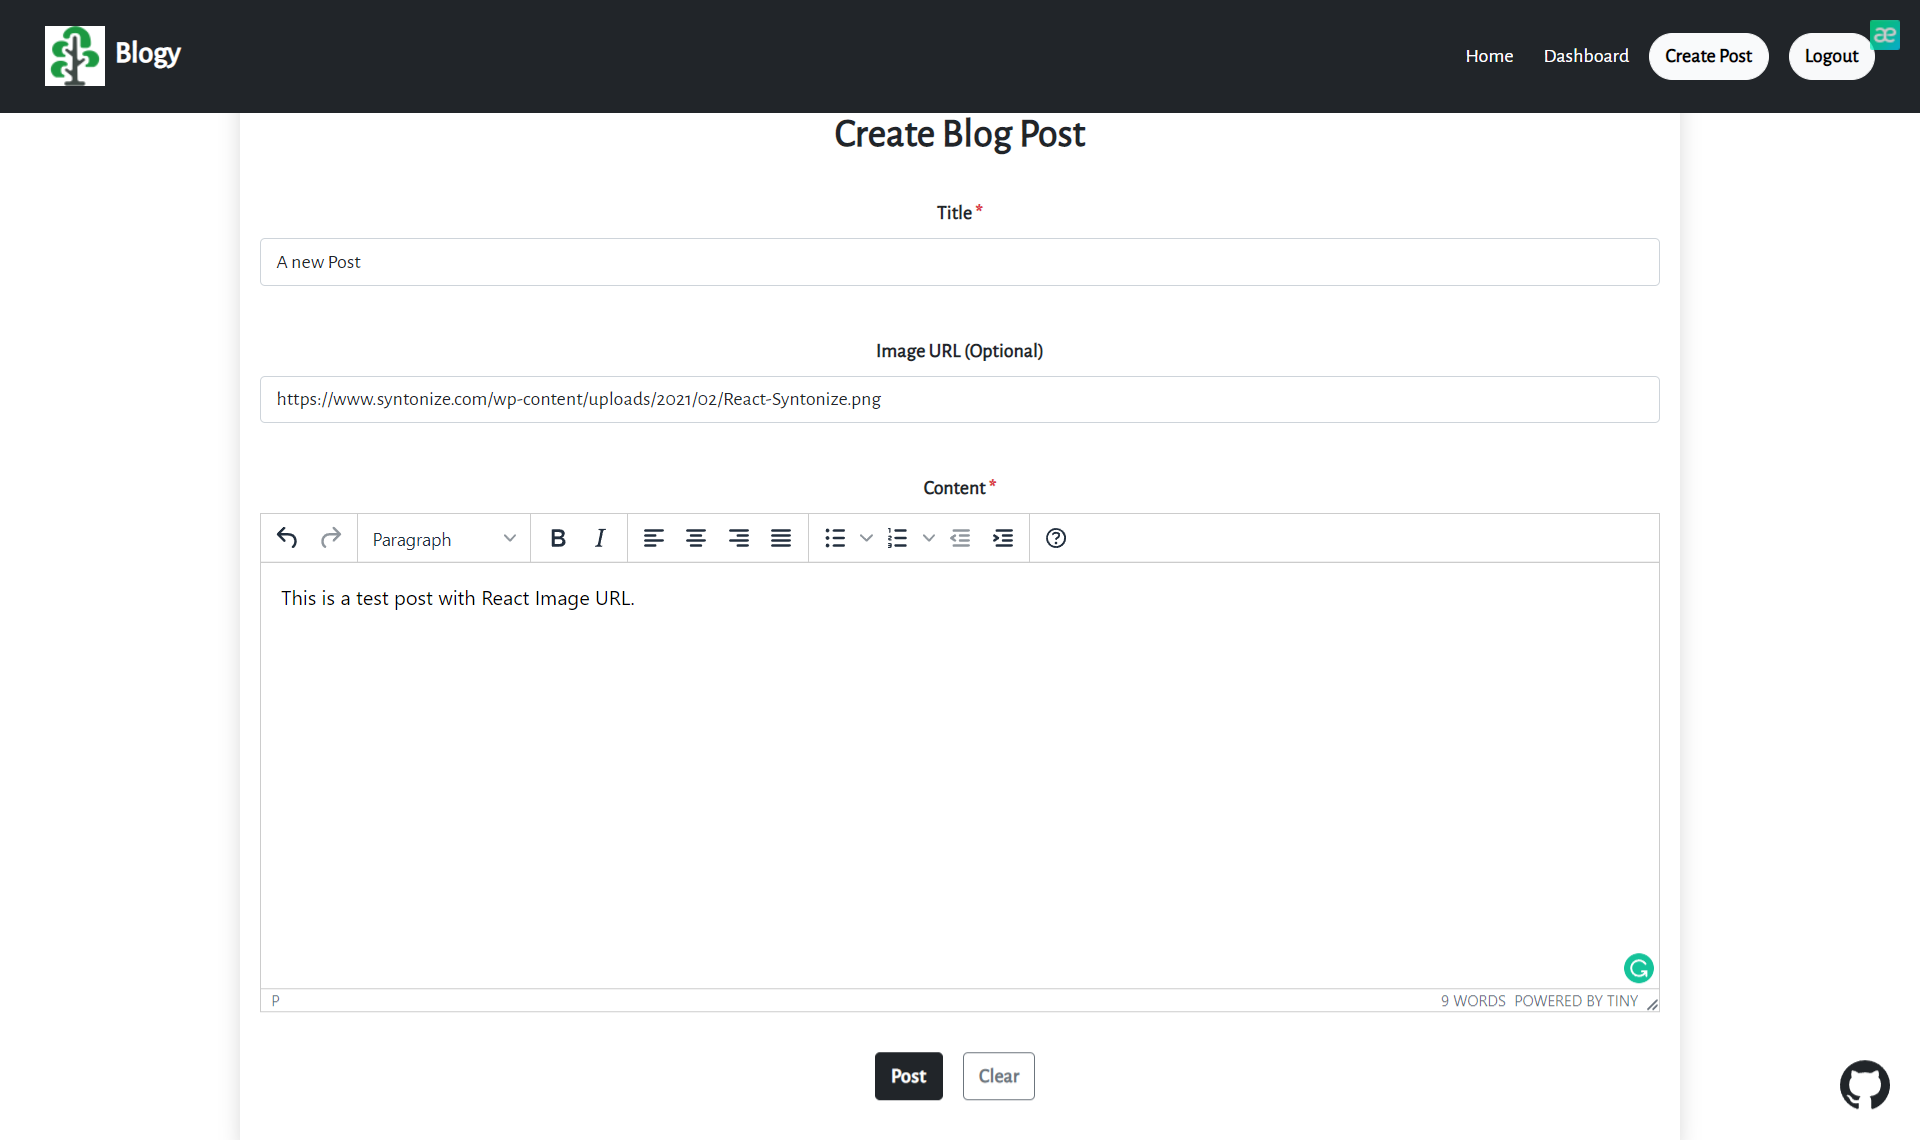 Blogy
Home Dashboard Create Post Logout
æ
Create Blog Post
Title *
A new Post
Image URL (Optional)
https://www.syntonize.com/wp-content/uploads/2021/02/React-Syntonize.png
Content *
Paragraph B I
This is a test post with React Image URL.
P 9 WORDS POWERED BY TINY
Post Clear